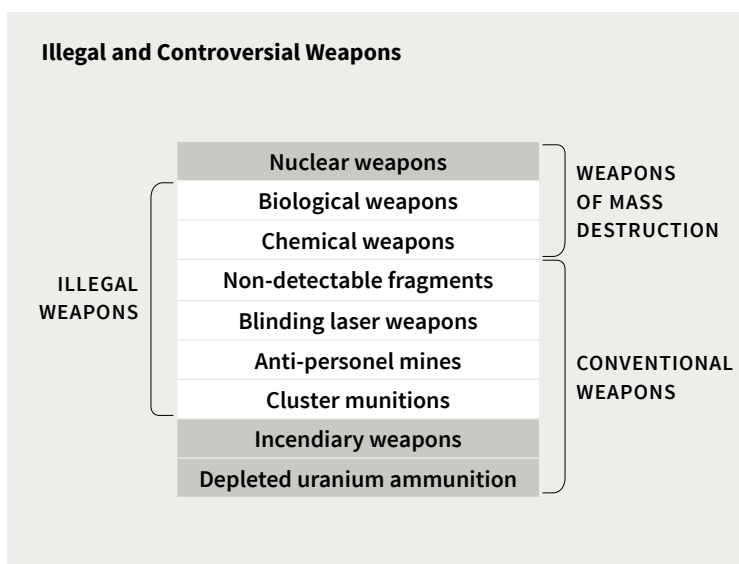 Illegal and Controversial Weapons
Nuclear weapons
Biological weapons
Chemical weapons
Non-detectable fragments
Blinding laser weapons
Anti-personel mines
Cluster munitions
Incendiary weapons
Depleted uranium ammunition
ILLEGAL
WEAPONS
WEAPONS
OF MASS
DESTRUCTION
CONVENTIONAL
WEAPONS